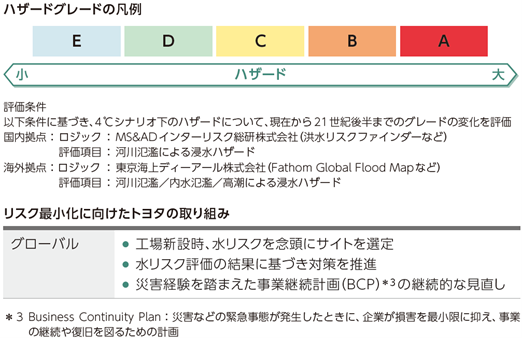 ハザードグレードの凡例
E D C B A
小 ハザード 大
評価条件
以下条件に基づき、4℃シナリオ下のハザードについて、現在から21世紀後半までのグレードの変化を評価
国内拠点：ロジック：MS&ADインターリスク総研株式会社（洪水リスクファインダーなど）
評価項目：河川氾濫による浸水ハザード
海外拠点：ロジック：東京海上ディーアール株式会社（Fathom Global Flood Mapなど）
評価項目：河川氾濫／内水氾濫／高潮による浸水ハザード
リスク最小化に向けたトヨタの取り組み
グローバル ● 工場新設時、水リスクを念頭にサイトを選定
● 水リスク評価の結果に基づき対策を推進
● 災害経験を踏まえた事業継続計画（BCP）＊3の継続的な見直し
＊3 Business Continuity Plan：災害などの緊急事態が発生したときに、企業が損害を最小限に抑え、事業
の継続や復旧を図るための計画